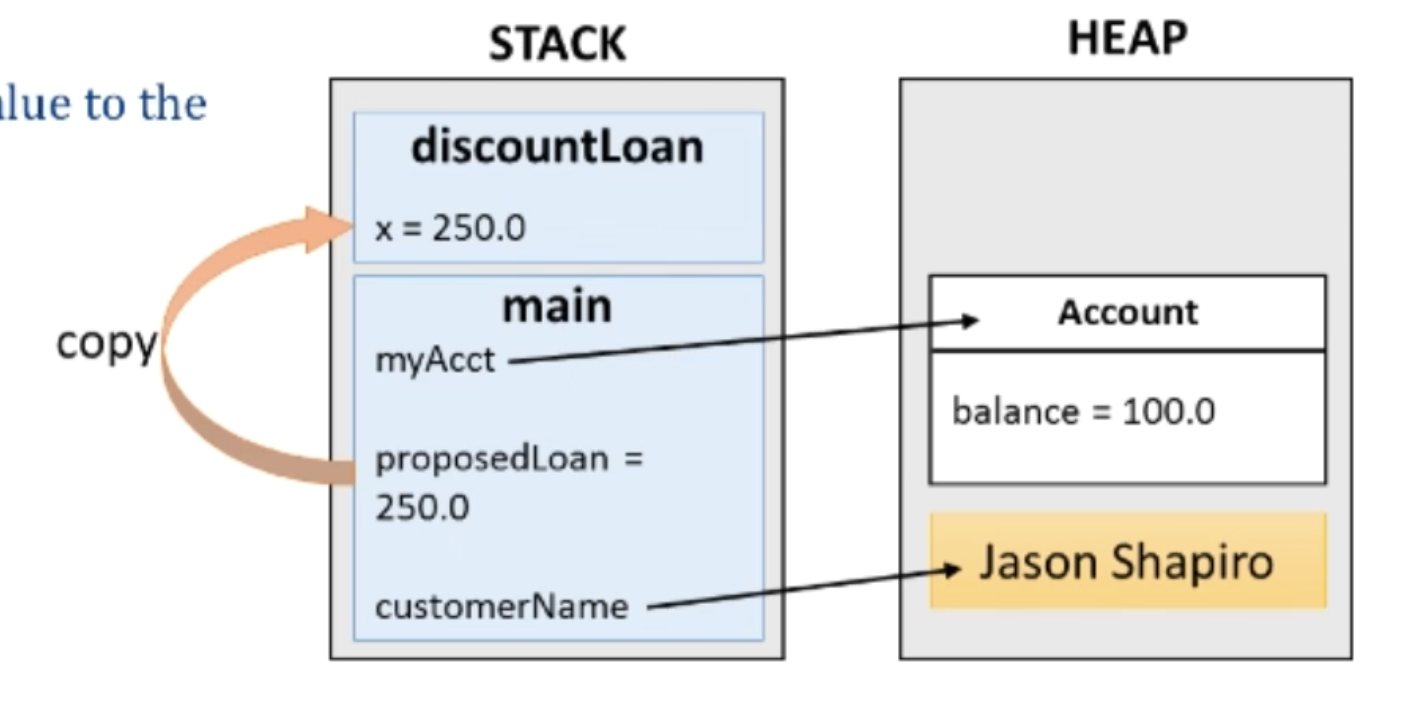 STACK
HEAP
alue to the
discountLoan
x = 250.0
copy
main
myAcct
proposedLoan =
250.0
customerName
Account
balance = 100.0
Jason Shapiro